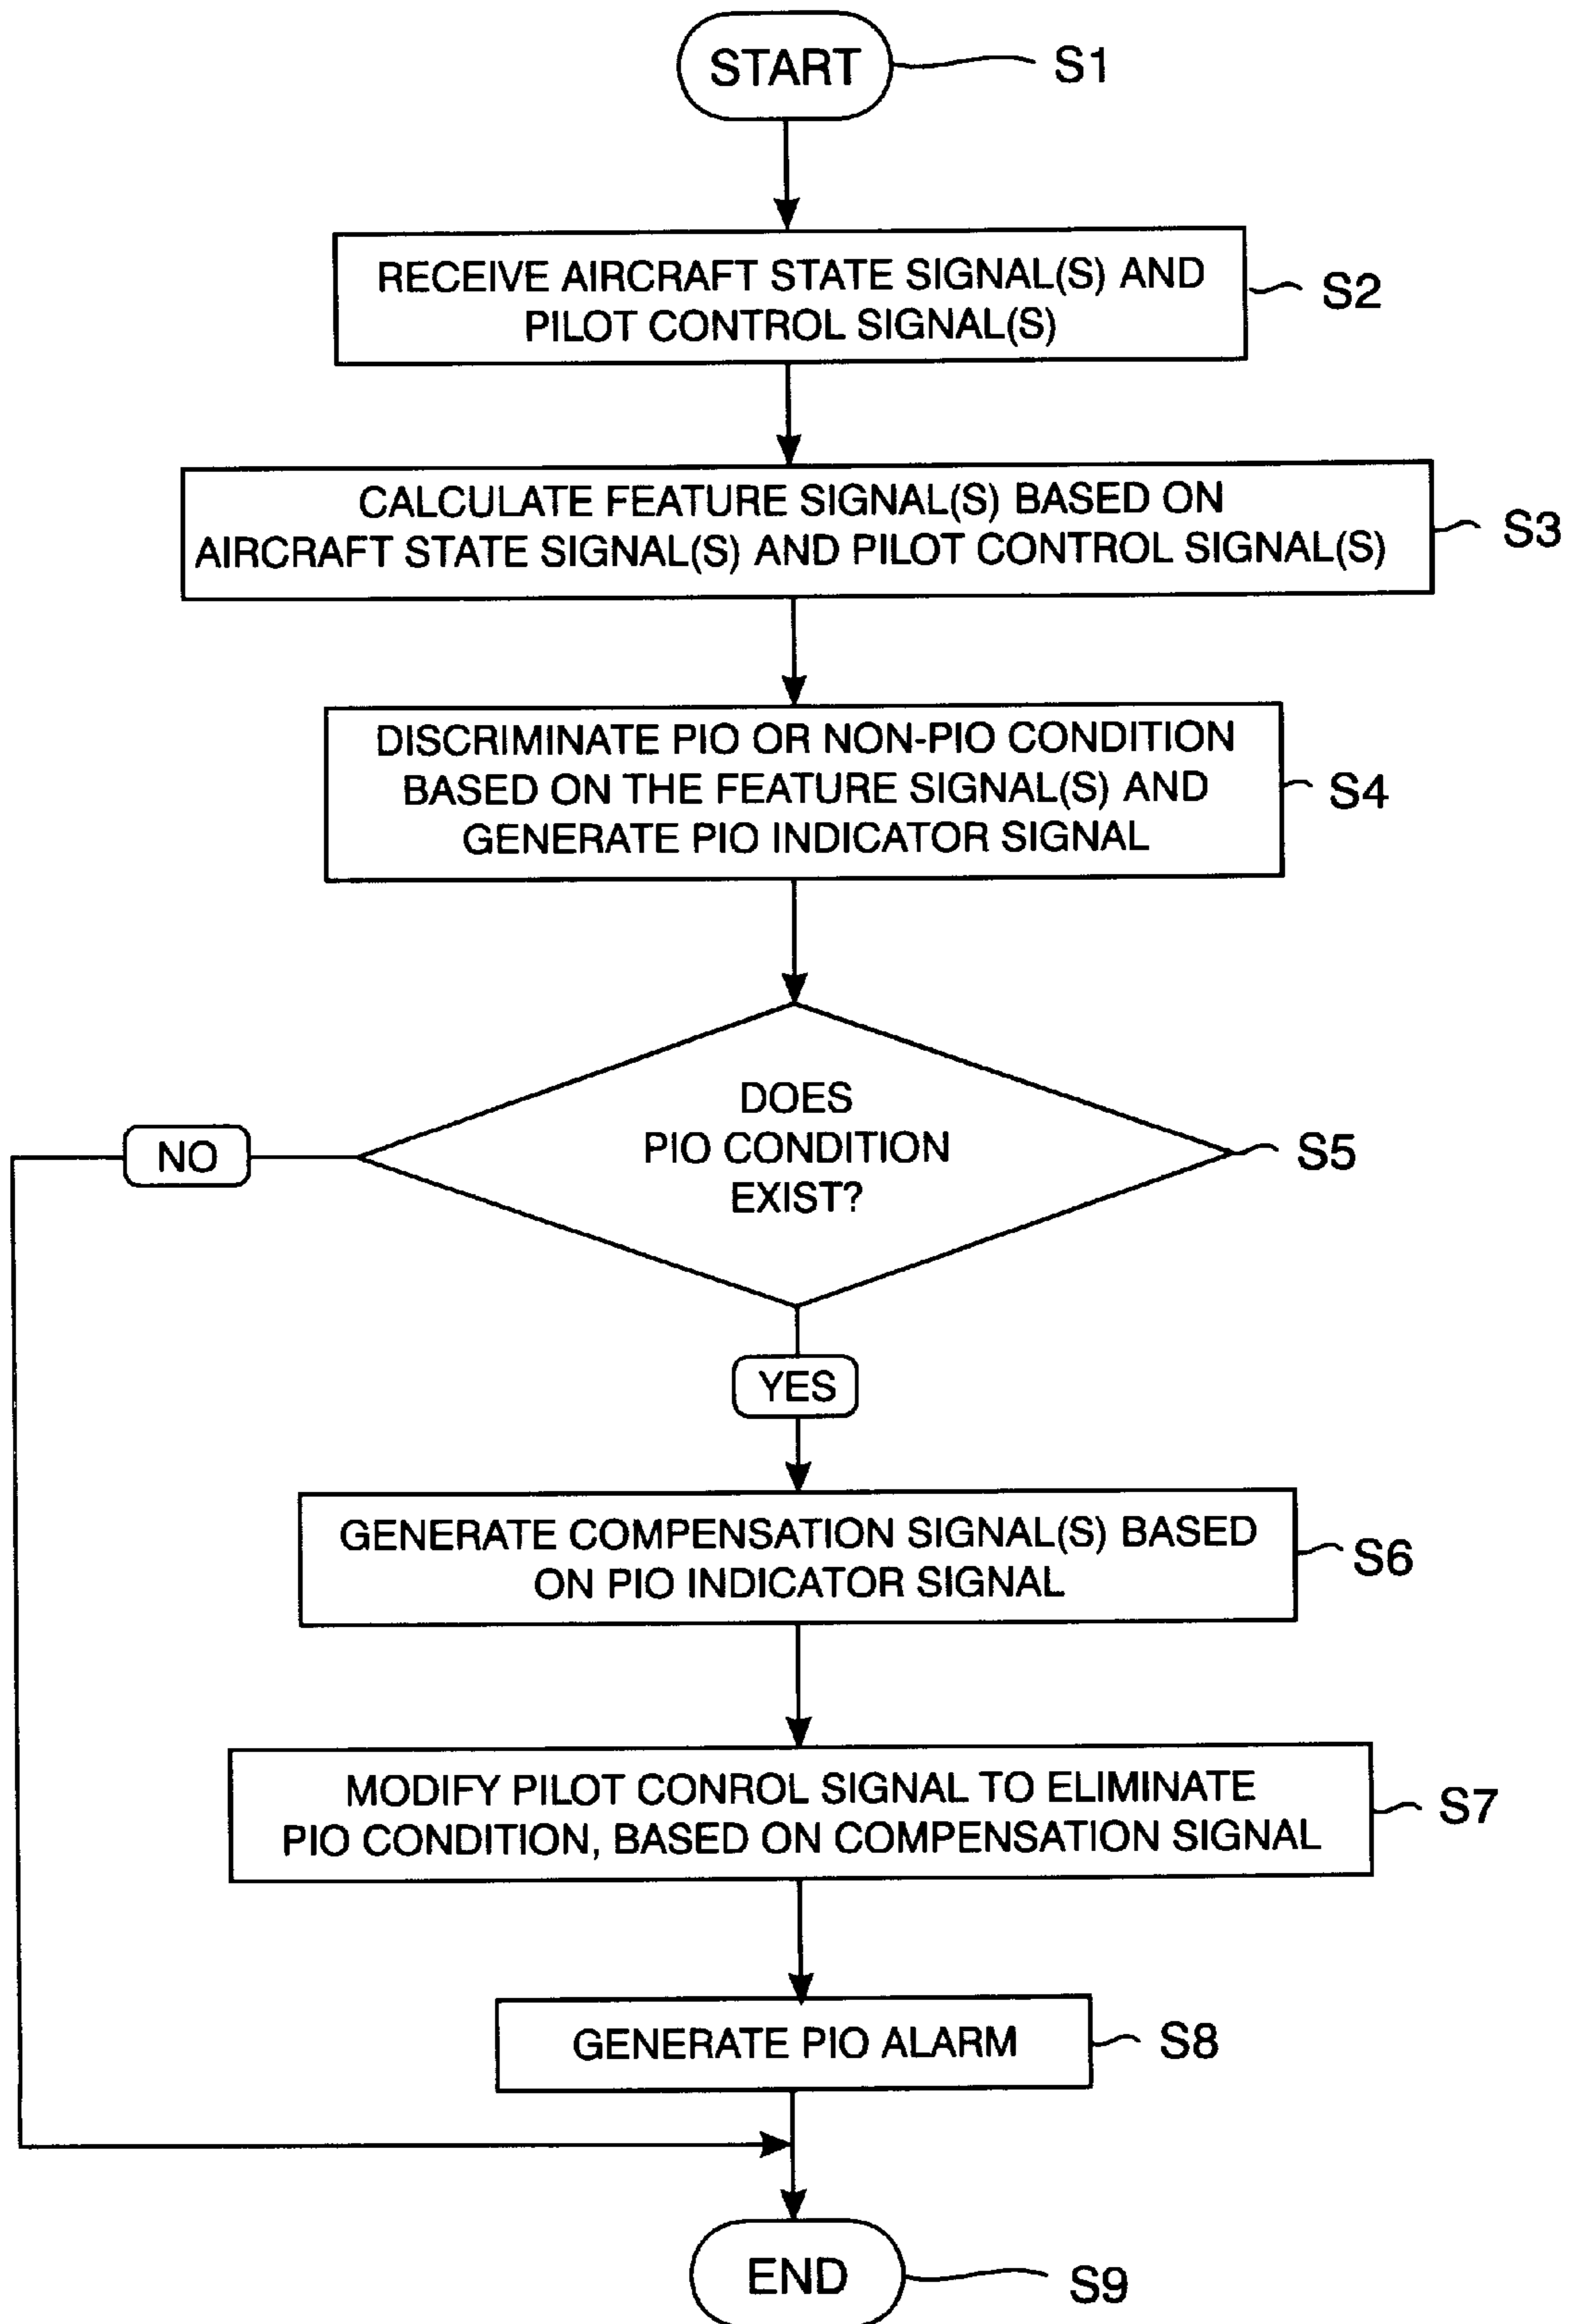 START
S1
RECEIVE AIRCRAFT STATE SIGNAL(S) AND
PILOT CONTROL SIGNAL(S)
S2
CALCULATE FEATURE SIGNAL(S) BASED ON
AIRCRAFT STATE SIGNAL(S) AND PILOT CONTROL SIGNAL(S)
S3
DISCRIMINATE PIO OR NON-PIO CONDITION
BASED ON THE FEATURE SIGNAL(S) AND
GENERATE PIO INDICATOR SIGNAL
S4
DOES
PIO CONDITION
EXIST?
S5
NO
YES
GENERATE COMPENSATION SIGNAL(S) BASED
ON PIO INDICATOR SIGNAL
S6
MODIFY PILOT CONROL SIGNAL TO ELIMINATE
PIO CONDITION, BASED ON COMPENSATION SIGNAL
S7
GENERATE PIO ALARM
S8
END
S9